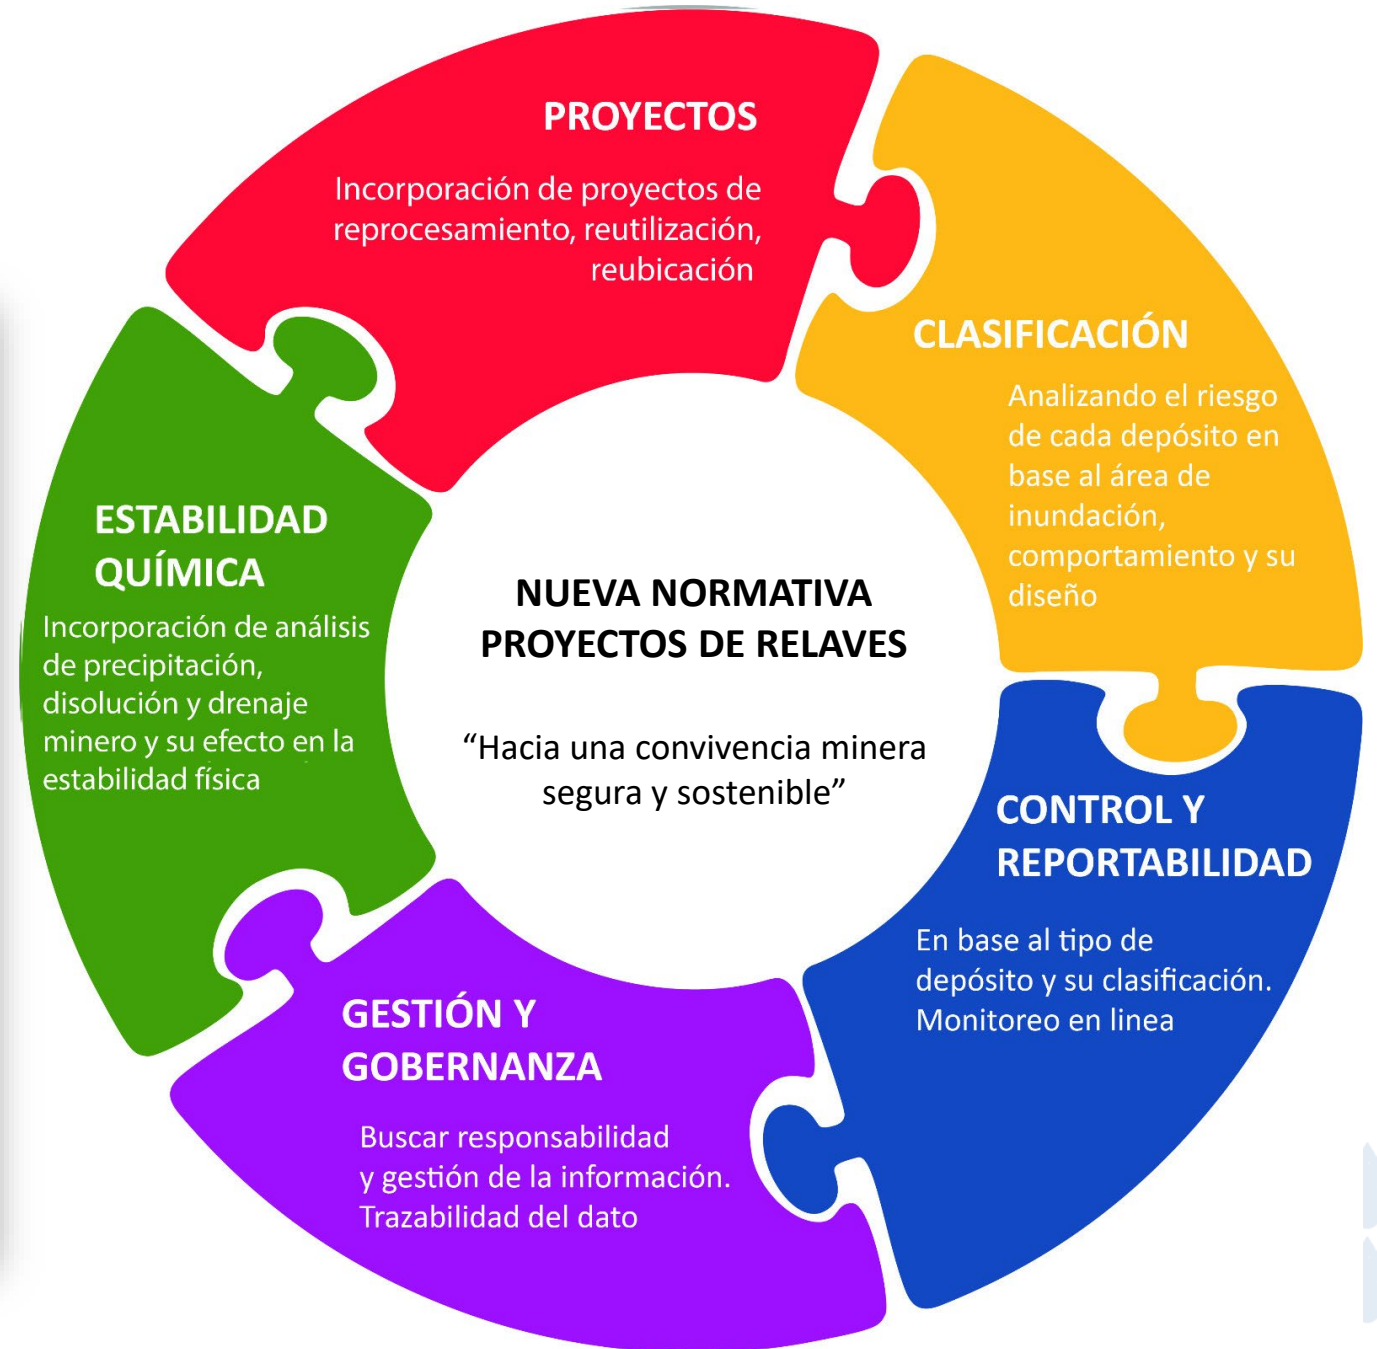 PROYECTOS
Incorporación de proyectos de
reprocesamiento, reutilización,
reubicación
CLASIFICACIÓN
Analizando el riesgo
de cada depósito en
base al área de
inundación,
comportamiento y su
diseño
CONTROL Y
REPORTABILIDAD
En base al tipo de
depósito y su clasificación.
Monitoreo en linea
GESTIÓN Y
GOBERNANZA
Buscar responsabilidad
y gestión de la información.
Trazabilidad del dato
ESTABILIDAD
QUÍMICA
Incorporación de análisis
de precipitación,
disolución y drenaje
minero y su efecto en la
estabilidad física
NUEVA NORMATIVA
PROYECTOS DE RELAVES
“Hacia una convivencia minera
segura y sostenible”